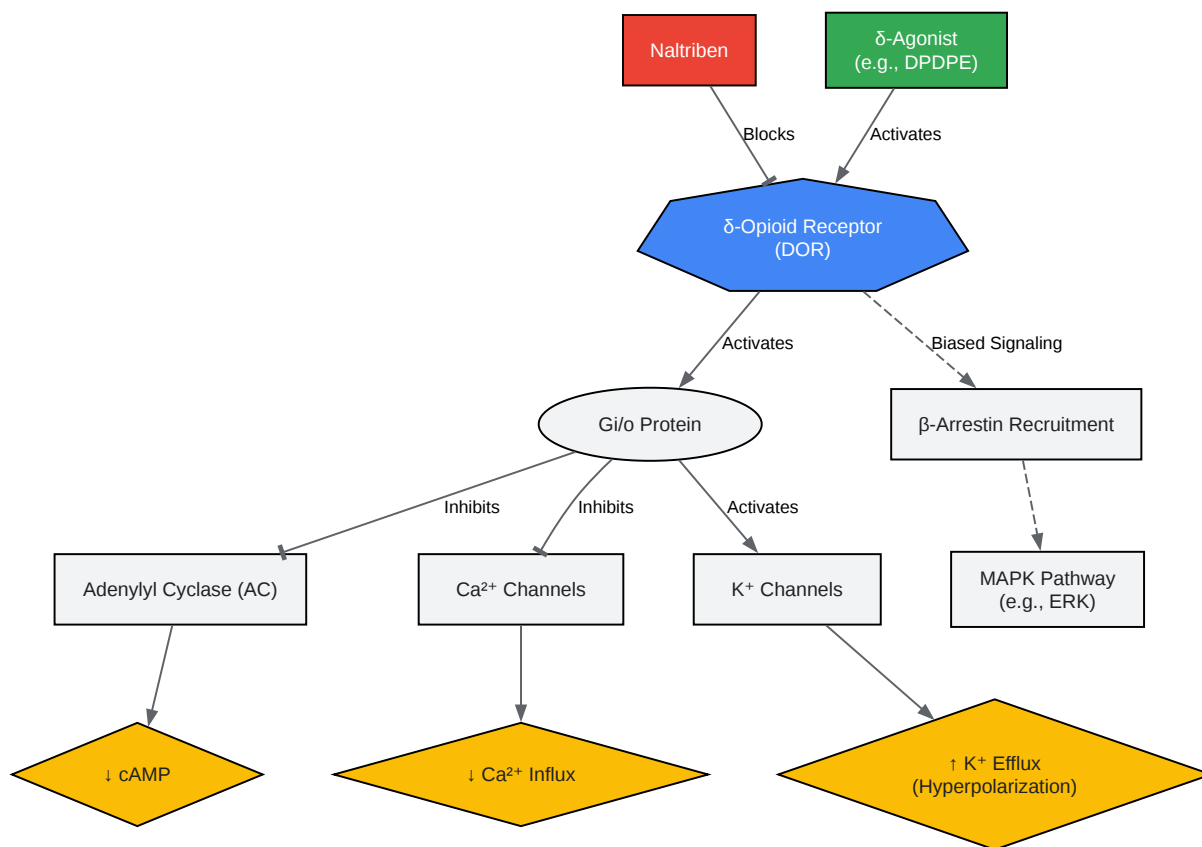 Naltriben
δ-Agonist
(e.g., DPDPE)
Blocks
Activates
δ-Opioid Receptor
(DOR)
Activates
Biased Signaling
Gi/o Protein
β-Arrestin Recruitment
Inhibits
Inhibits
Activates
Adenylyl Cyclase (AC)
Ca²⁺ Channels
K⁺ Channels
MAPK Pathway
(e.g., ERK)
↓ cAMP
↓ Ca²⁺ Influx
↑ K⁺ Efflux
(Hyperpolarization)